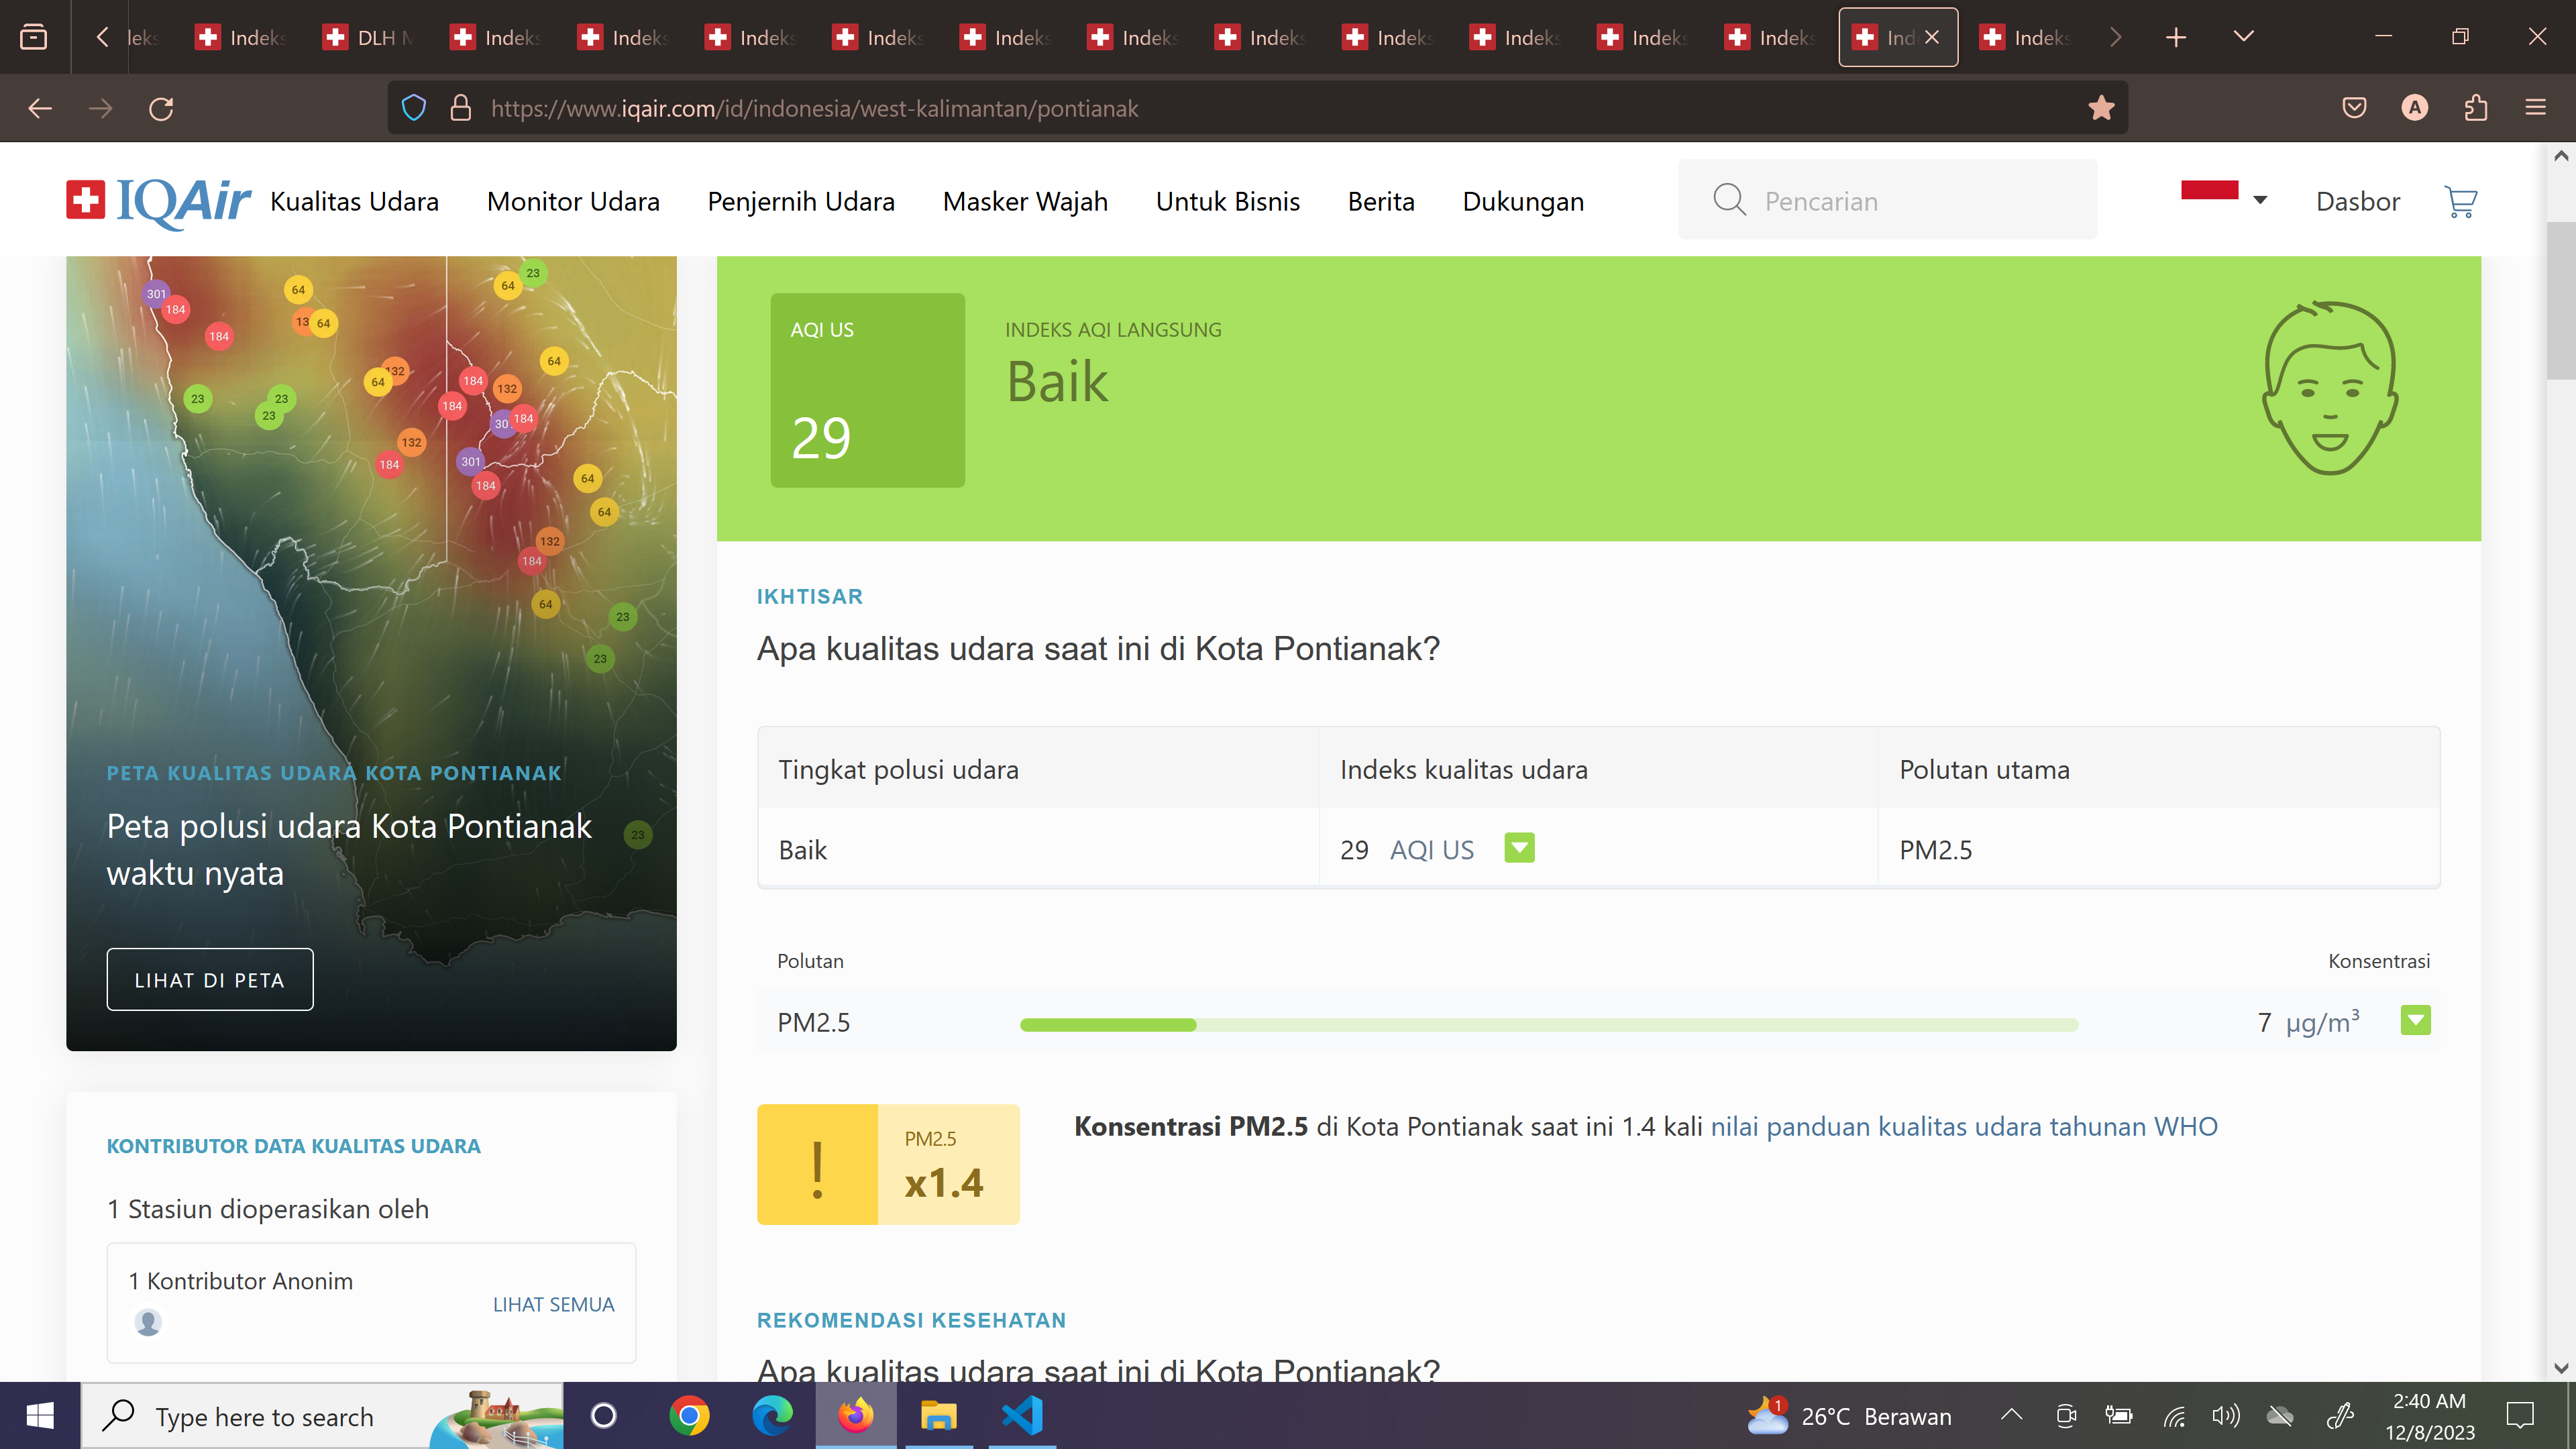 Indeks
DLH
Indeks
Indeks
Indeks
Indeks
Indeks
Indeks
Indeks
Indeks
Indeks
Indeks
Indeks
Ind
Indeks
https://www.iqair.com/id/indonesia/west-kalimantan/pontianak
A
IQAir
Kualitas Udara
Monitor Udara
Penjernih Udara
Masker Wajah
Untuk Bisnis
Berita
Dukungan
Pencarian
Dasbor
23
64
64
301
184
64
184
64
132
64
184
132
23
23
23
184
184
132
301
184
184
64
64
132
184
64
23
23
23
PETA KUALITAS UDARA KOTA PONTIANAK
Peta polusi udara Kota Pontianak
waktu nyata
LIHAT DI PETA
KONTRIBUTOR DATA KUALITAS UDARA
1 Stasiun dioperasikan oleh
1 Kontributor Anonim
LIHAT SEMUA
AQI US
29
INDEKS AQI LANGSUNG
Baik
IKHTISAR
Apa kualitas udara saat ini di Kota Pontianak?
Tingkat polusi udara
Indeks kualitas udara
Polutan utama
Baik
29 AQI US
PM2.5
Polutan
Konsentrasi
PM2.5
7 µg/m³
!
PM2.5
x1.4
Konsentrasi PM2.5 di Kota Pontianak saat ini 1.4 kali nilai panduan kualitas udara tahunan WHO
REKOMENDASI KESEHATAN
Apa kualitas udara saat ini di Kota Pontianak?
Type here to search
1
26°C Berawan
2:40 AM
12/8/2023